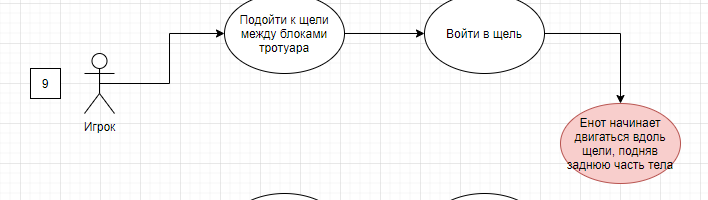 9
Игрок
Подойти к щели
между блоками
тротуара
Войти в щель
Енот начинает
двигаться вдоль
щели, подняв
заднюю часть тела